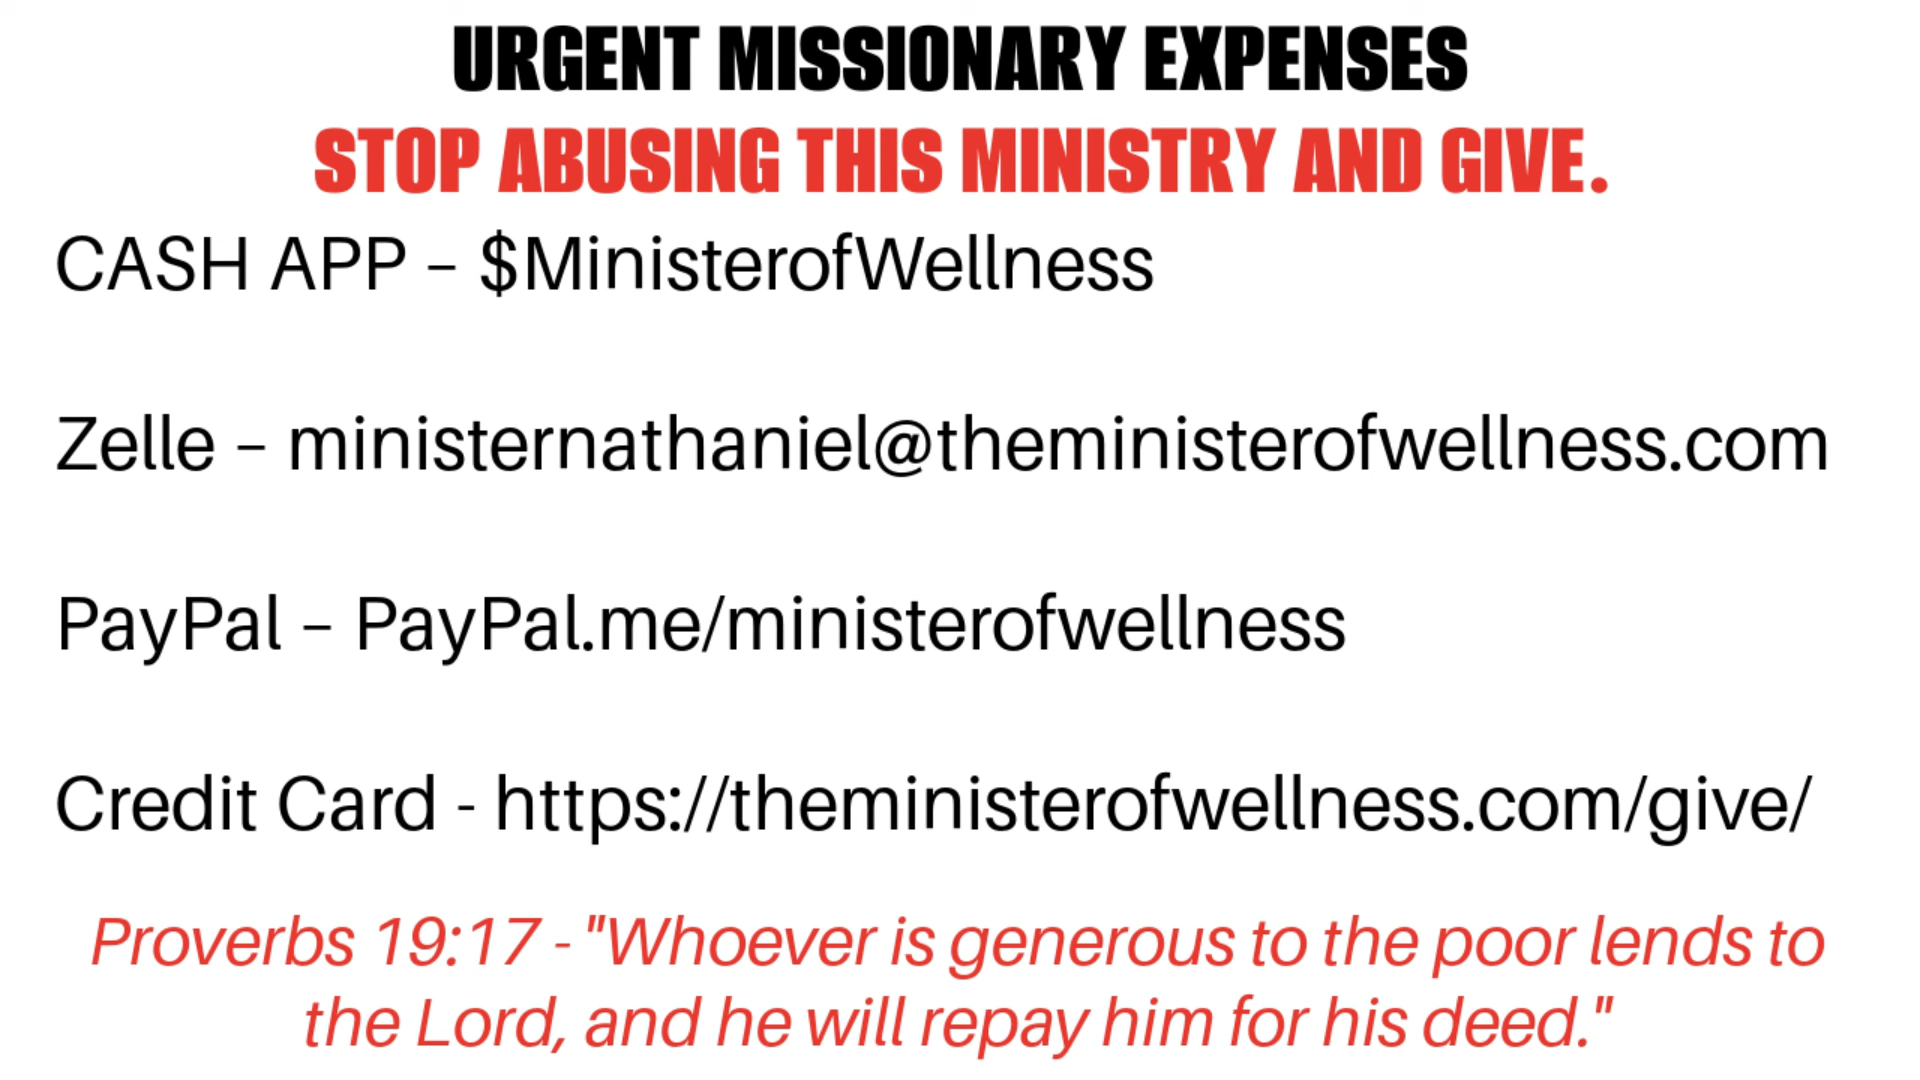 URGENT MISSIONARY EXPENSES
STOP ABUSING THIS MINISTRY AND GIVE.
CASH APP – $MinisterofWellness
Zelle – ministernathaniel@theministerofwellness.com
PayPal – PayPal.me/ministerofwellness
Credit Card - https://theministerofwellness.com/give/
Proverbs 19:17 - "Whoever is generous to the poor lends to
the Lord, and he will repay him for his deed."